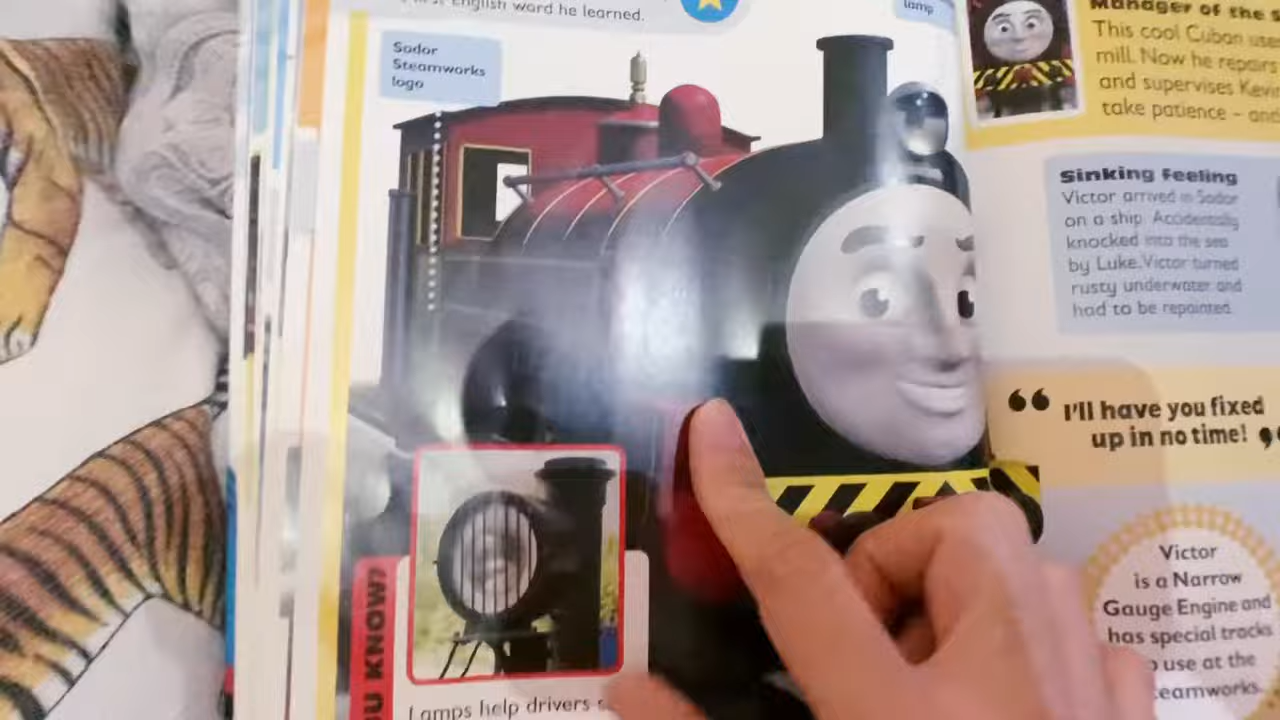 first English word he learned.
lamp
Sodor
Steamworks
logo
Manager of the
This cool Cuban use
mill. Now he repairs
and supervises Kevi
take patience – and
Sinking Feeling
Victor arrived in Sodor
on a ship. Accidentally
knocked into the sea
by Luke, Victor turned
rusty underwater and
had to be repainted.
“ I'll have you fixed
up in no time! ”
Victor
is a Narrow
Gauge Engine and
has special tracks
o use at the
teamworks.
U KNOW?
Lamps help drivers s